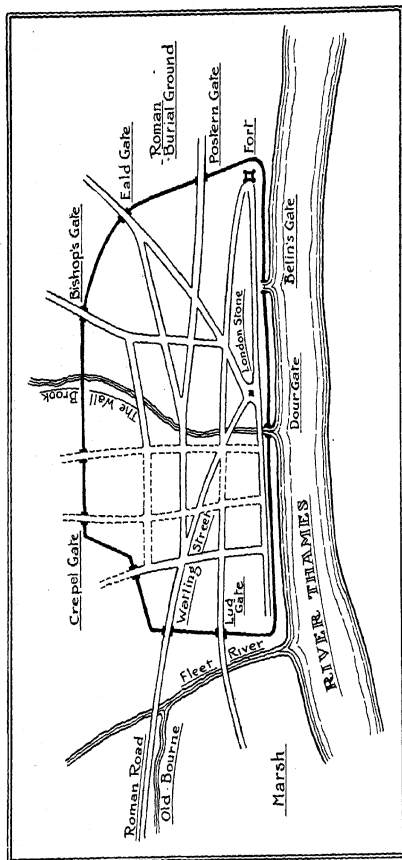 Crepel Gate
Bishop's Gate
Eald Gate
Roman
Burial Ground
Postern Gate
Fort
The Wall
Brook
London Stone
Watling Street
Lud
Gate
Roman Road
Old Bourne
Fleet River
Marsh
Dour Gate
Belin's Gate
RIVER THAMES